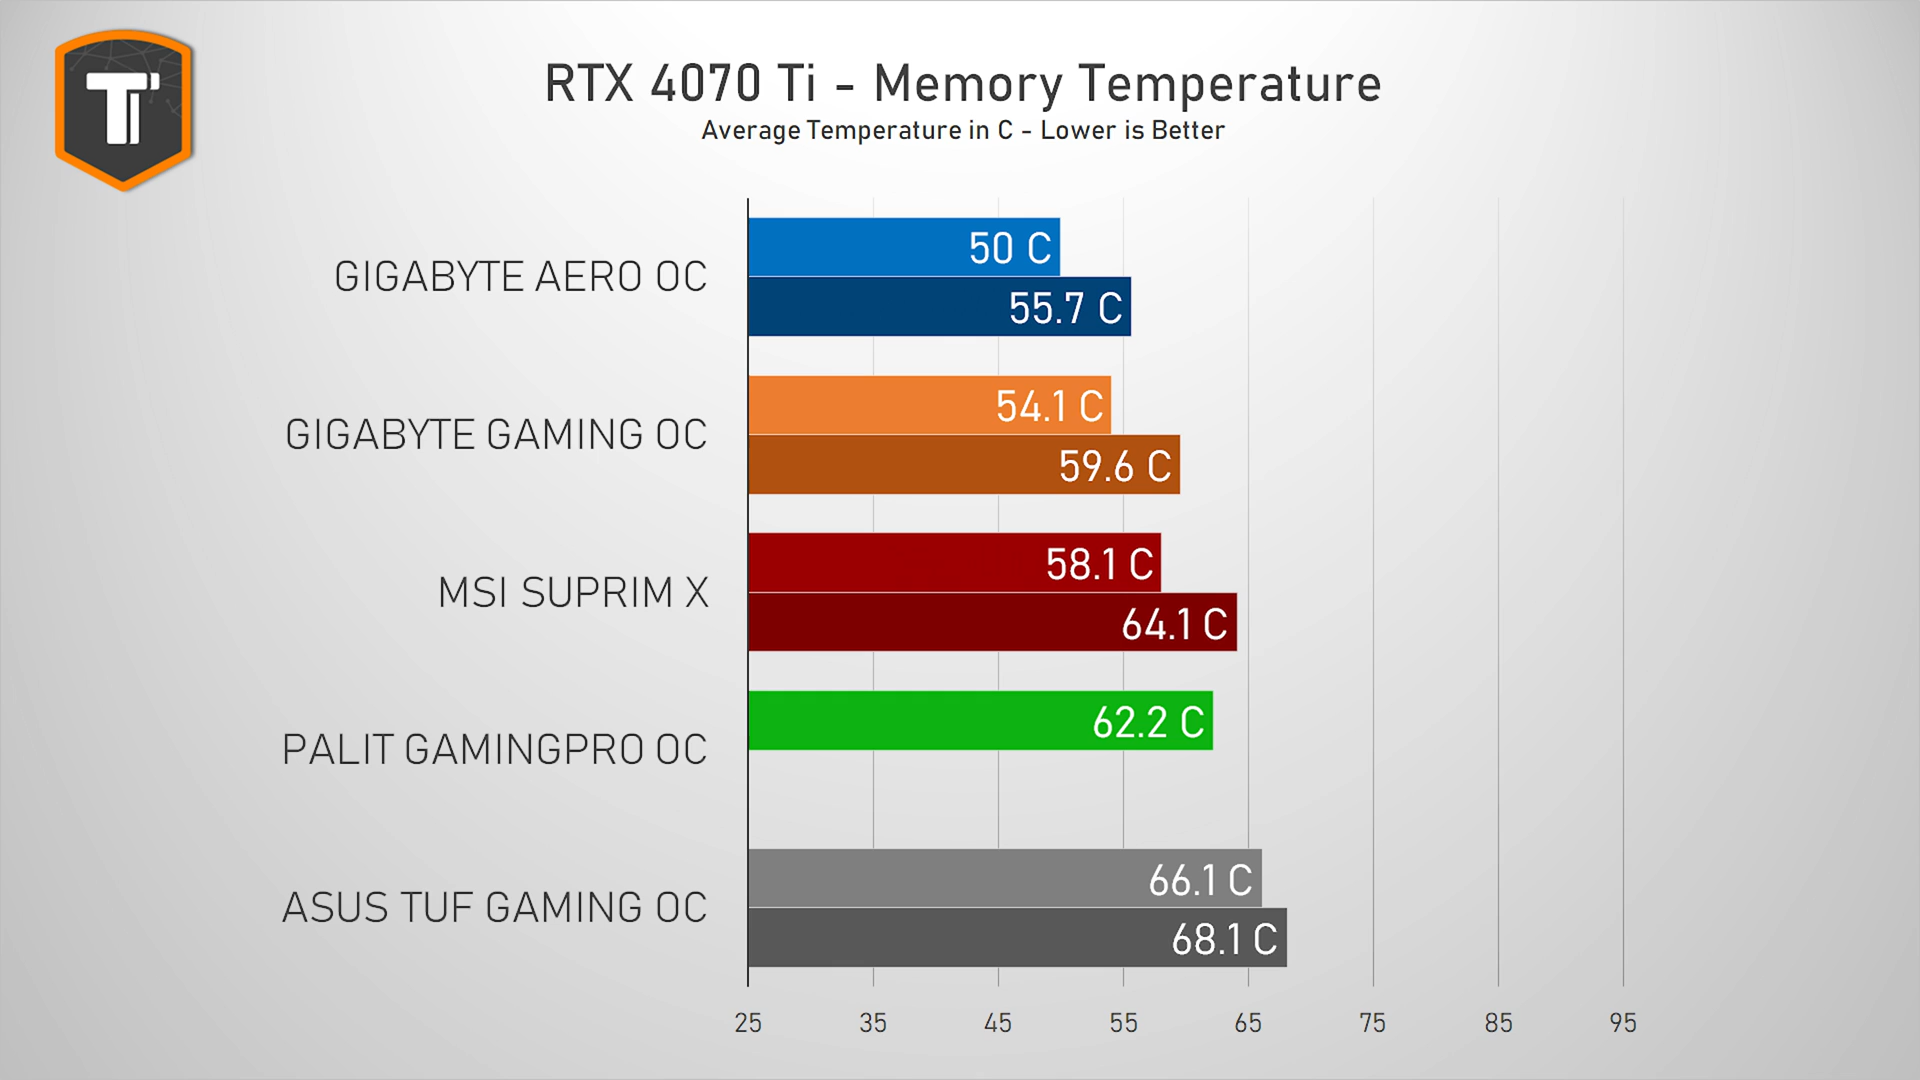 RTX 4070 Ti - Memory Temperature
Average Temperature in C - Lower is Better
GIGABYTE AERO OC
50 C
55.7 C
GIGABYTE GAMING OC
54.1 C
59.6 C
MSI SUPRIM X
58.1 C
64.1 C
PALIT GAMINGPRO OC
62.2 C
ASUS TUF GAMING OC
66.1 C
68.1 C
25 35 45 55 65 75 85 95